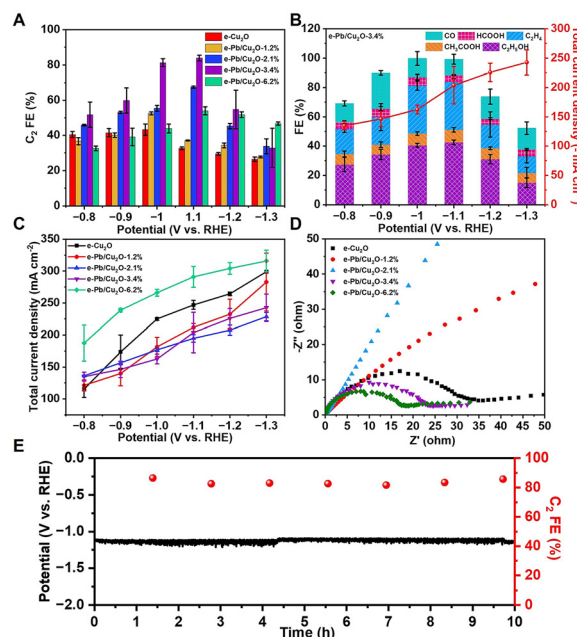 A
C₂ FE (%)
100
80
60
40
20
0
e-Cu₂O
e-Pb/Cu₂O-1.2%
e-Pb/Cu₂O-2.1%
e-Pb/Cu₂O-3.4%
e-Pb/Cu₂O-6.2%
−0.8 −0.9 −1 1.1 −1.2 −1.3
Potential (V vs. RHE)
B
FE (%)
120
100
80
60
40
20
0
e-Pb/Cu₂O-3.4%
CO HCOOH C₂H₄
CH₃COOH C₂H₅OH
300
250
200
150
100
50
0
Total current density (- mA cm⁻²)
−0.8 −0.9 −1 −1.1 −1.2 −1.3
Potential (V vs. RHE)
C
Total current density (mA cm⁻²)
350
300
250
200
150
100
e-Cu₂O
e-Pb/Cu₂O-1.2%
e-Pb/Cu₂O-2.1%
e-Pb/Cu₂O-3.4%
e-Pb/Cu₂O-6.2%
−0.8 −0.9 −1.0 −1.1 −1.2 −1.3
Potential (V vs. RHE)
D
-Z'' (ohm)
-50
-40
-30
-20
-10
0
e-Cu₂O
e-Pb/Cu₂O-1.2%
e-Pb/Cu₂O-2.1%
e-Pb/Cu₂O-3.4%
e-Pb/Cu₂O-6.2%
0 5 10 15 20 25 30 35 40 45 50
Z' (ohm)
E
Potential (V vs. RHE)
0.0
−0.5
−1.0
−1.5
−2.0
100
80
60
40
20
0
C₂ FE (%)
0 1 2 3 4 5 6 7 8 9 10
Time (h)